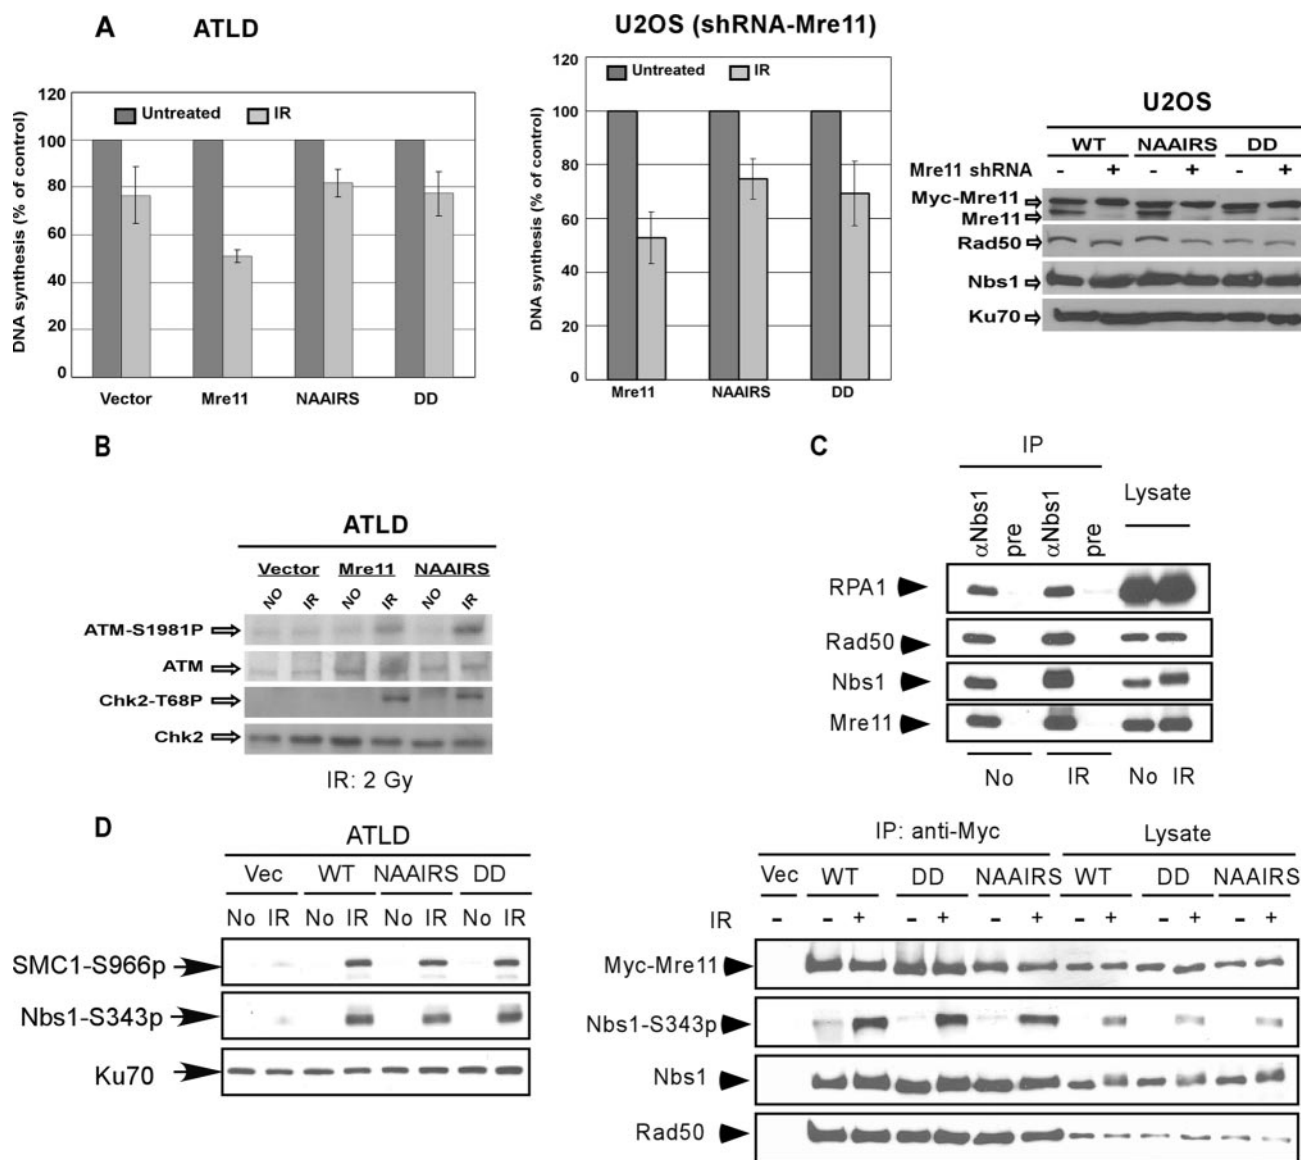 A
ATLD
DNA synthesis (% of control)
120
100
80
60
40
20
0
Untreated
IR
Vector
Mre11
NAAIRS
DD
U2OS (shRNA-Mre11)
DNA synthesis (% of control)
120
100
80
60
40
20
0
Untreated
IR
Mre11
NAAIRS
DD
U2OS
WT NAAIRS DD
Mre11 shRNA - + - + - +
Myc-Mre11
Mre11
Rad50
Nbs1
Ku70
B
ATLD
Vector Mre11 NAAIRS
NO IR NO IR NO IR
ATM-S1981P
ATM
Chk2-T68P
Chk2
IR: 2 Gy
C
IP
Lysate
αNbs1 pre αNbs1 pre
RPA1
Rad50
Nbs1
Mre11
No IR No IR
D
ATLD
Vec WT NAAIRS DD
No IR No IR No IR No IR
SMC1-S966p
Nbs1-S343p
Ku70
IP: anti-Myc Lysate
Vec WT DD NAAIRS WT DD NAAIRS
IR - - + - + - + - + - + - +
Myc-Mre11
Nbs1-S343p
Nbs1
Rad50